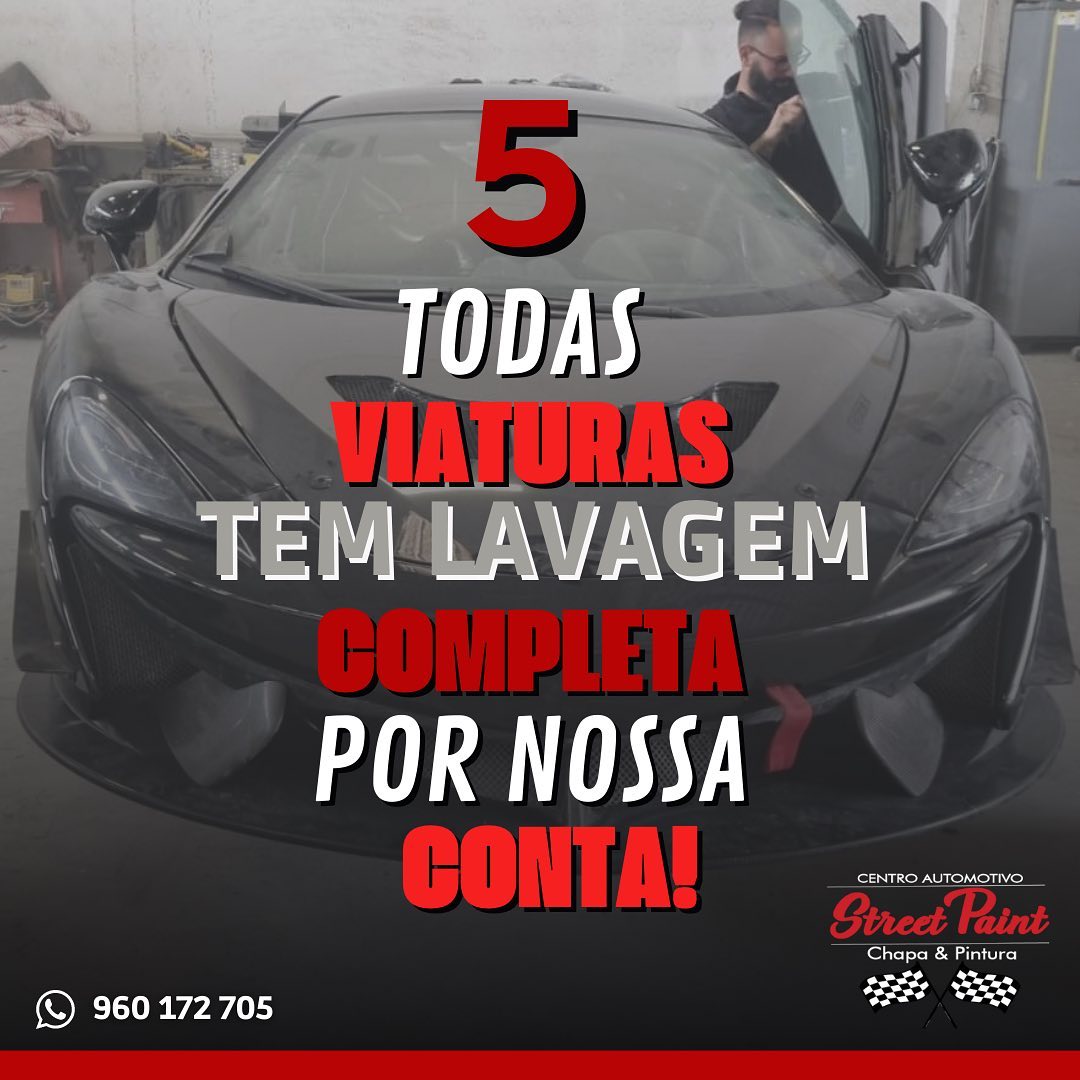 5
TODAS
VIATURAS
TEM LAVAGEM
COMPLETA
POR NOSSA
CONTA!
CENTRO AUTOMOTIVO
Street Paint
Chapa & Pintura
960 172 705